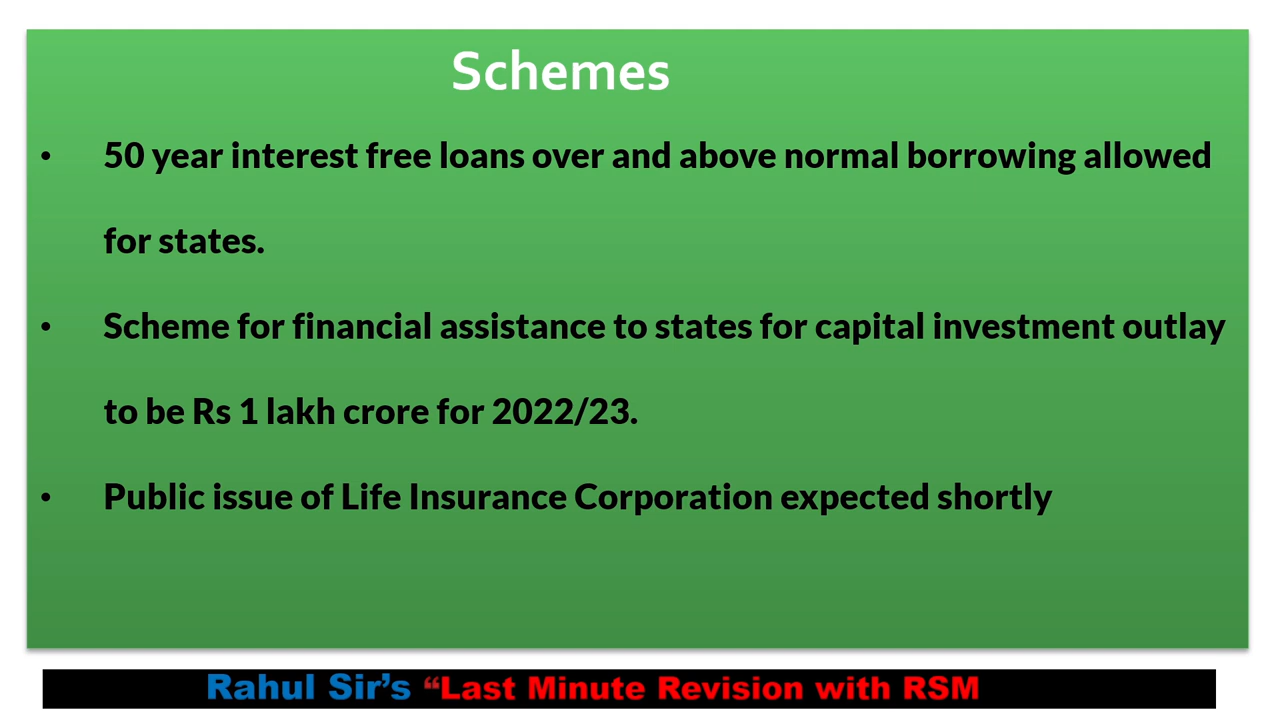 Schemes
• 50 year interest free loans over and above normal borrowing allowed
for states.
• Scheme for financial assistance to states for capital investment outlay
to be Rs 1 lakh crore for 2022/23.
• Public issue of Life Insurance Corporation expected shortly
Rahul Sir’s “Last Minute Revision with RSM